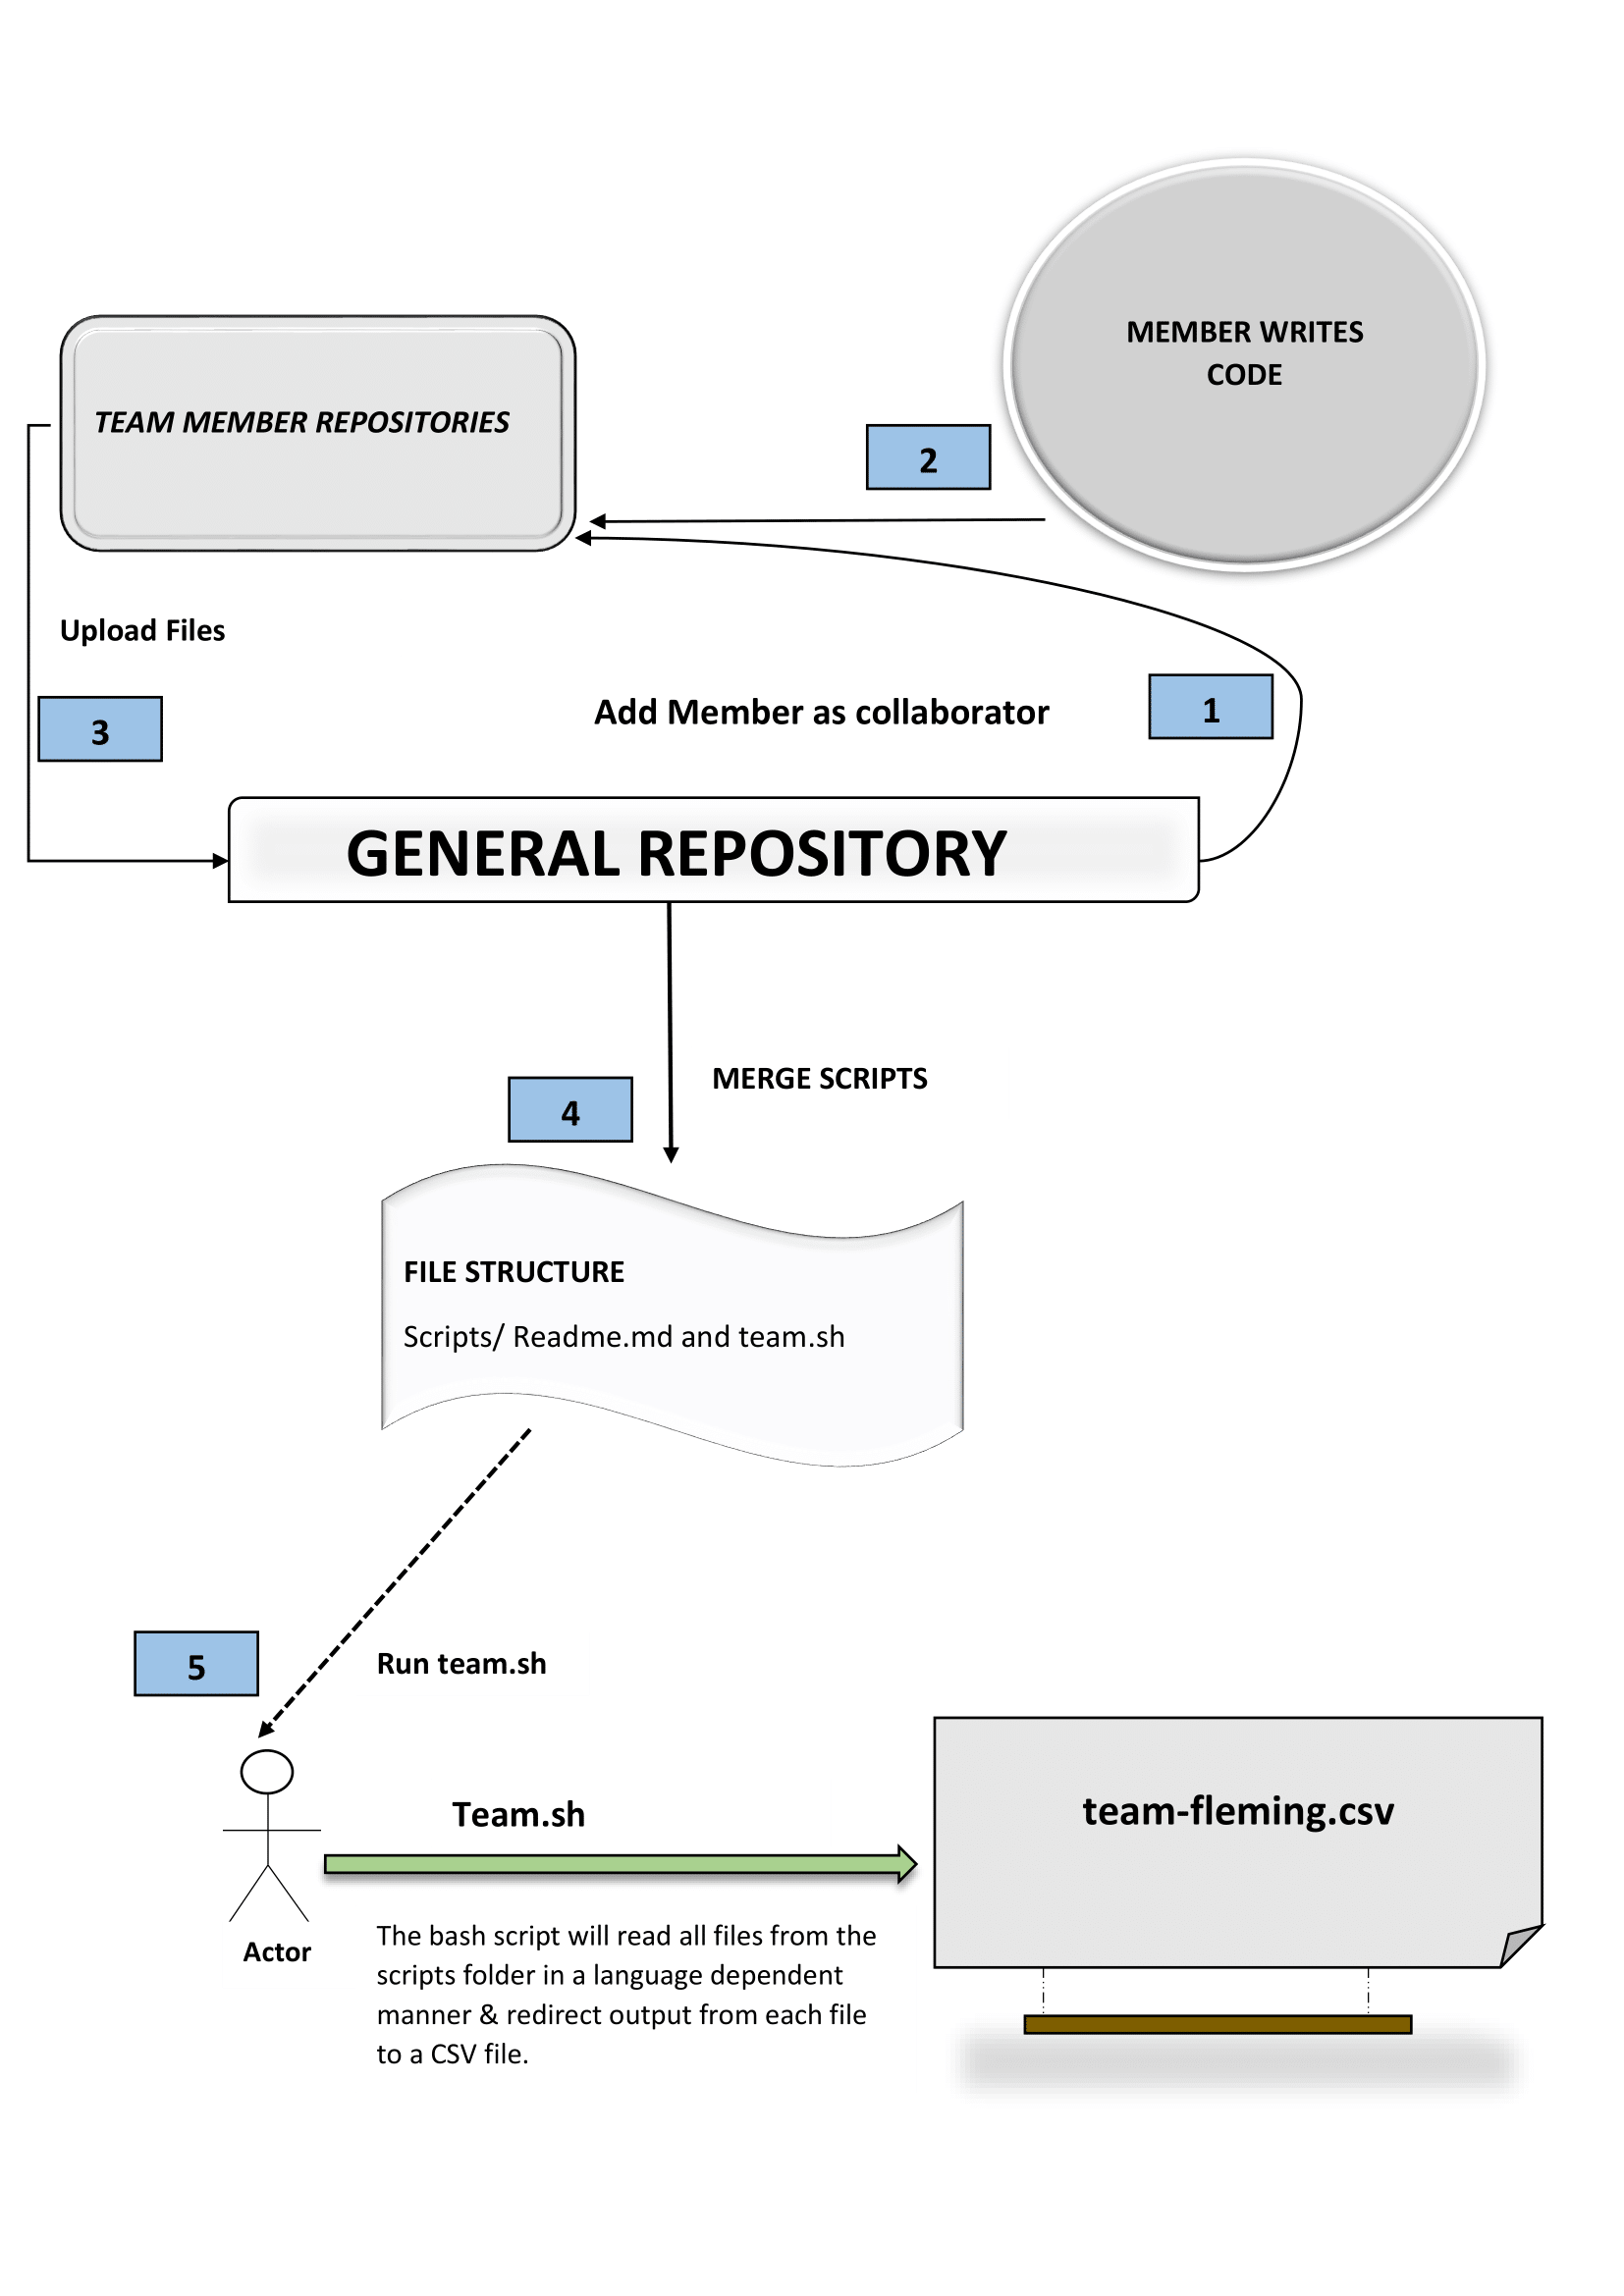 MEMBER WRITES
CODE
TEAM MEMBER REPOSITORIES
2
Upload Files
3
Add Member as collaborator
1
GENERAL REPOSITORY
MERGE SCRIPTS
4
FILE STRUCTURE
Scripts/ Readme.md and team.sh
5
Run team.sh
Team.sh
team-fleming.csv
Actor
The bash script will read all files from the
scripts folder in a language dependent
manner & redirect output from each file
to a CSV file.